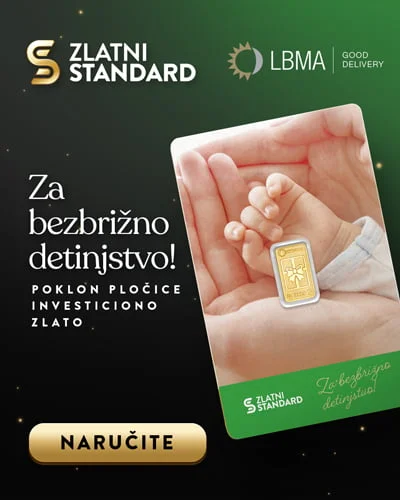 ZLATNI
STANDARD
LBMA
GOOD
DELIVERY
Za
bezbrižno
detinjstvo!
POKLON PLOČICE
INVESTICIONO
ZLATO
ZLATNI
STANDARD
Za bezbrižno
detinjstvo!
NARUČITE